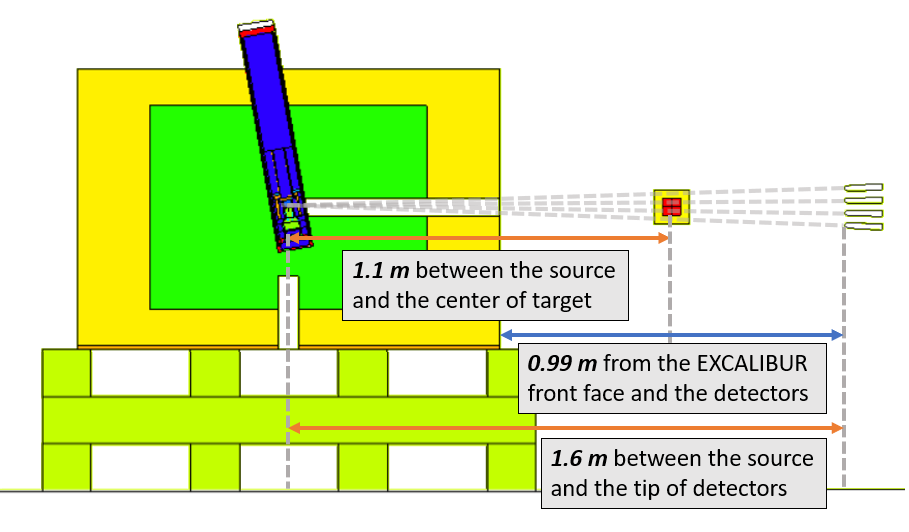 1.1 m between the source
and the center of target
0.99 m from the EXCALIBUR
front face and the detectors
1.6 m between the source
and the tip of detectors